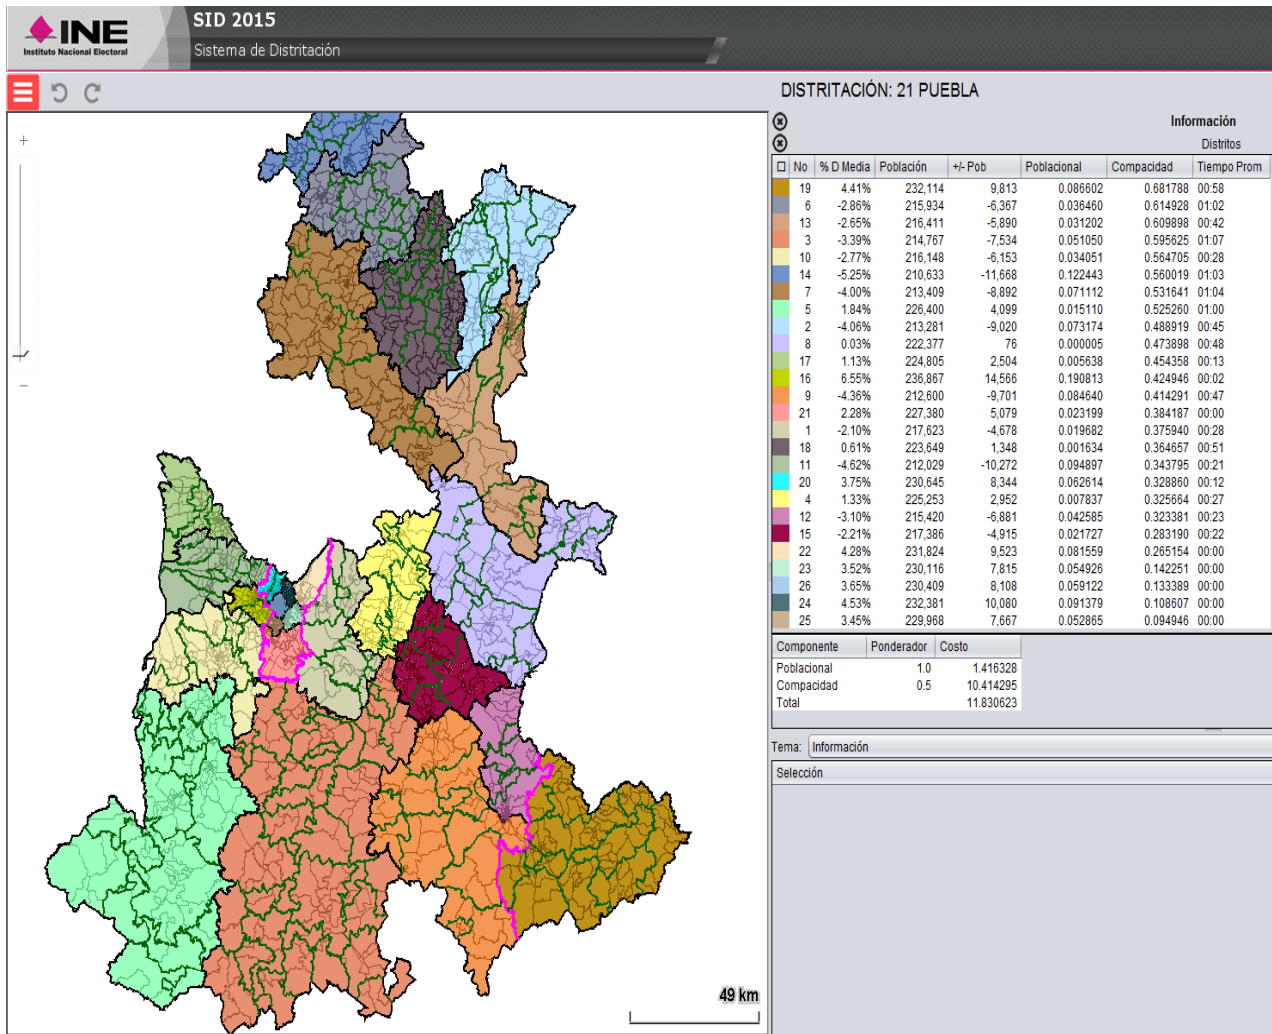 INE
Instituto Nacional Electoral
SID 2015
Sistema de Distritación
DISTRITACIÓN: 21 PUEBLA
Información
Distritos
No % D Media Población +/- Pob Poblacional Compacidad Tiempo Prom
19 4.41% 232,114 9,813 0.086602 0.681788 00:58
6 -2.86% 215,934 -6,367 0.036460 0.614928 01:02
13 -2.65% 216,411 -5,890 0.031202 0.609898 00:42
3 -3.39% 214,767 -7,534 0.051050 0.595625 01:07
10 -2.77% 216,148 -6,153 0.034051 0.564705 00:28
14 -5.25% 210,633 -11,668 0.122443 0.560019 01:03
7 -4.00% 213,409 -8,892 0.071112 0.531641 01:04
5 1.84% 226,400 4,099 0.015110 0.525260 01:00
2 -4.06% 213,281 -9,020 0.073174 0.488919 00:45
8 0.03% 222,377 76 0.000005 0.473898 00:48
17 1.13% 224,805 2,504 0.005638 0.454358 00:13
16 6.55% 236,867 14,566 0.190813 0.424946 00:02
9 -4.36% 212,600 -9,701 0.084640 0.414291 00:47
21 2.28% 227,380 5,079 0.023199 0.384187 00:00
1 -2.10% 217,623 -4,678 0.019682 0.375940 00:28
18 0.61% 223,649 1,348 0.001634 0.364657 00:51
11 -4.62% 212,029 -10,272 0.094897 0.343795 00:21
20 3.75% 230,645 8,344 0.062614 0.328860 00:12
4 1.33% 225,253 2,952 0.007837 0.325664 00:27
12 -3.10% 215,420 -6,881 0.042585 0.323381 00:23
15 -2.21% 217,386 -4,915 0.021727 0.283190 00:22
22 4.28% 231,824 9,523 0.081559 0.265154 00:00
23 3.52% 230,116 7,815 0.054926 0.142251 00:00
26 3.65% 230,409 8,108 0.059122 0.133389 00:00
24 4.53% 232,381 10,080 0.091379 0.108607 00:00
25 3.45% 229,968 7,667 0.052865 0.094946 00:00
Componente Ponderador Costo
Poblacional 1.0 1.416328
Compacidad 0.5 10.414295
Total 11.830623
Tema: Información
Selección
49 km